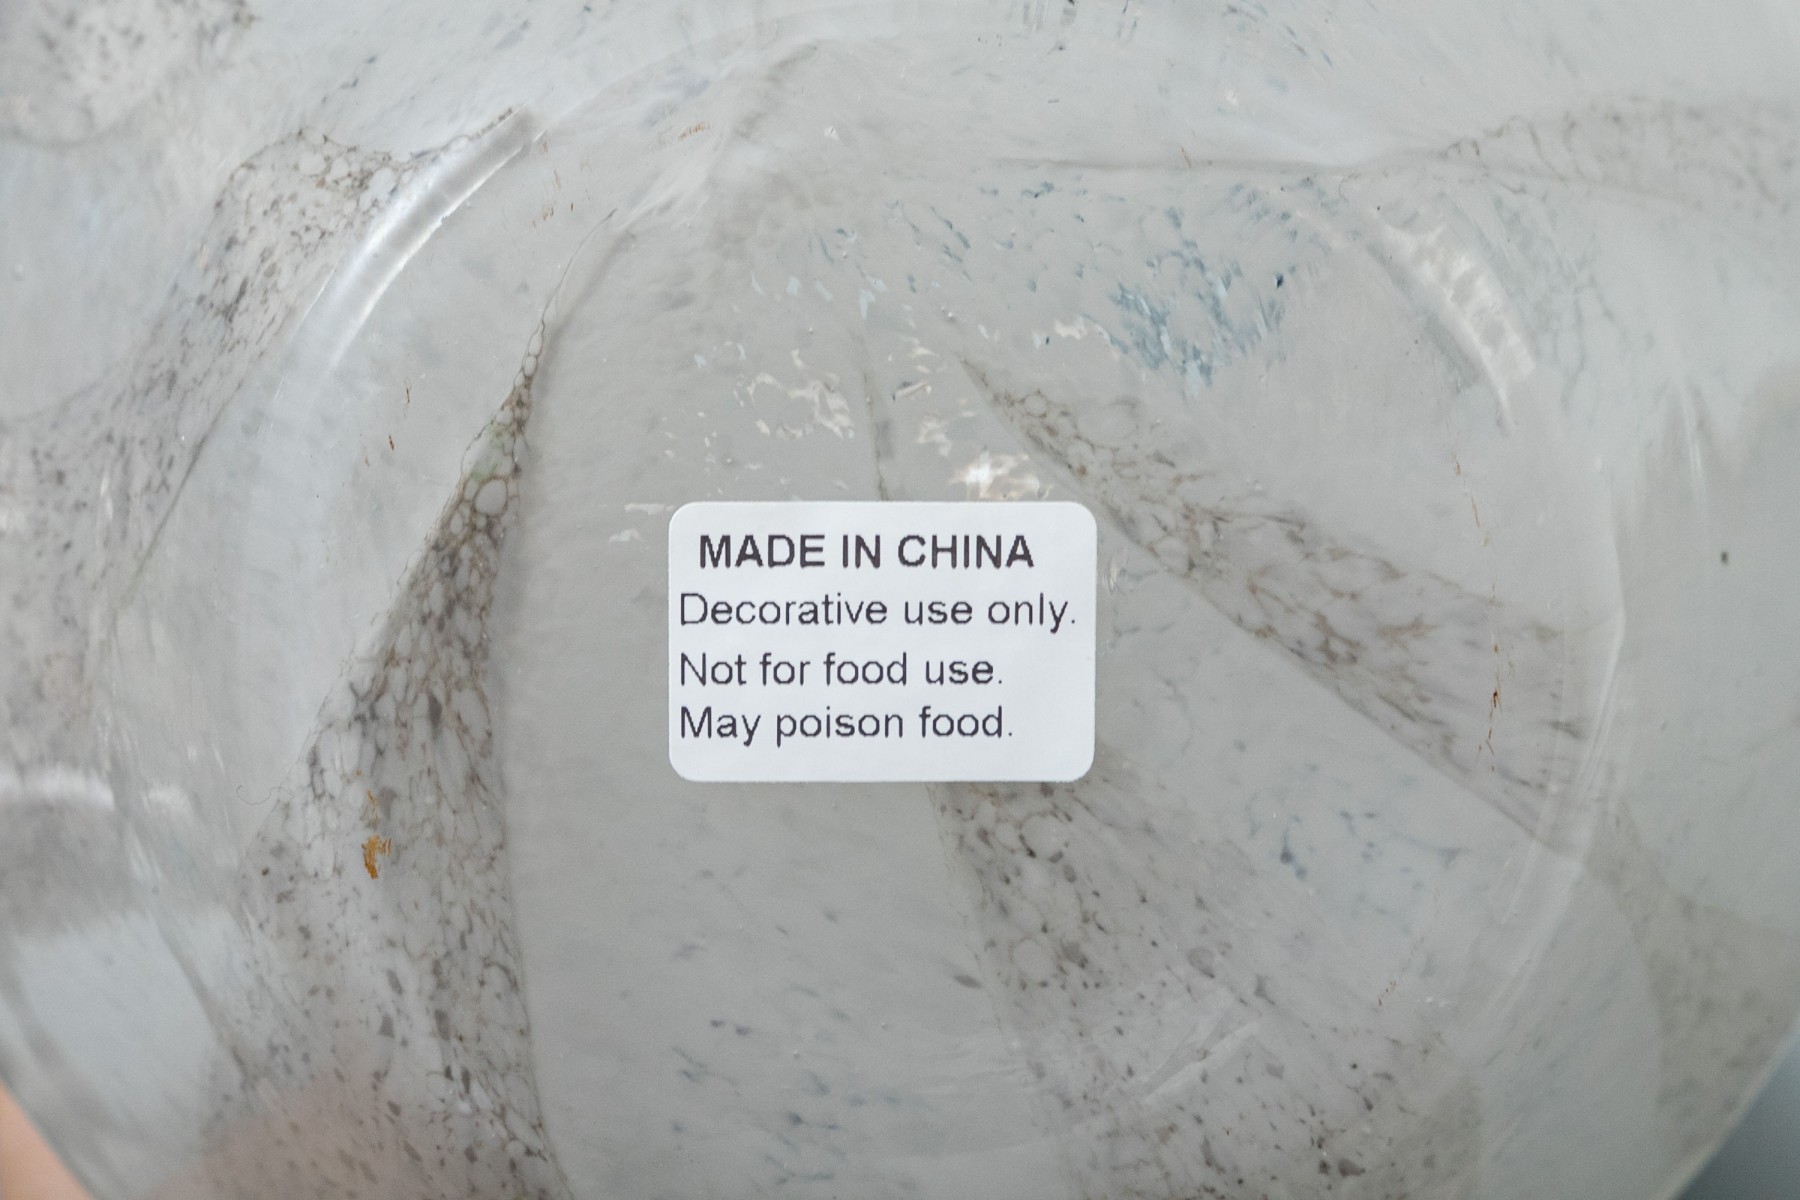 MADE IN CHINA
Decorative use only.
Not for food use.
May poison food.